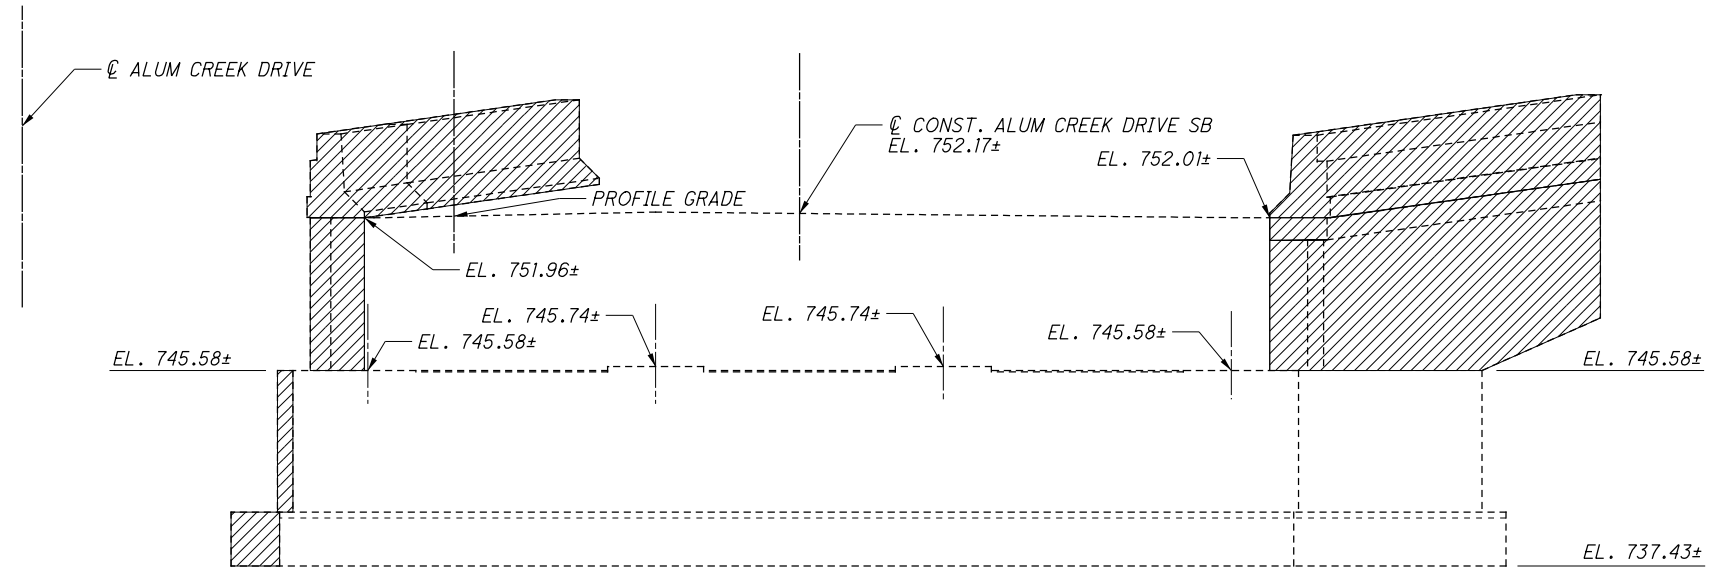 ℄ ALUM CREEK DRIVE
℄ CONST. ALUM CREEK DRIVE SB
EL. 752.17±
EL. 752.01±
PROFILE GRADE
EL. 751.96±
EL. 745.74±
EL. 745.74±
EL. 745.58±
EL. 745.58±
EL. 745.58±
EL. 745.58±
EL. 737.43±